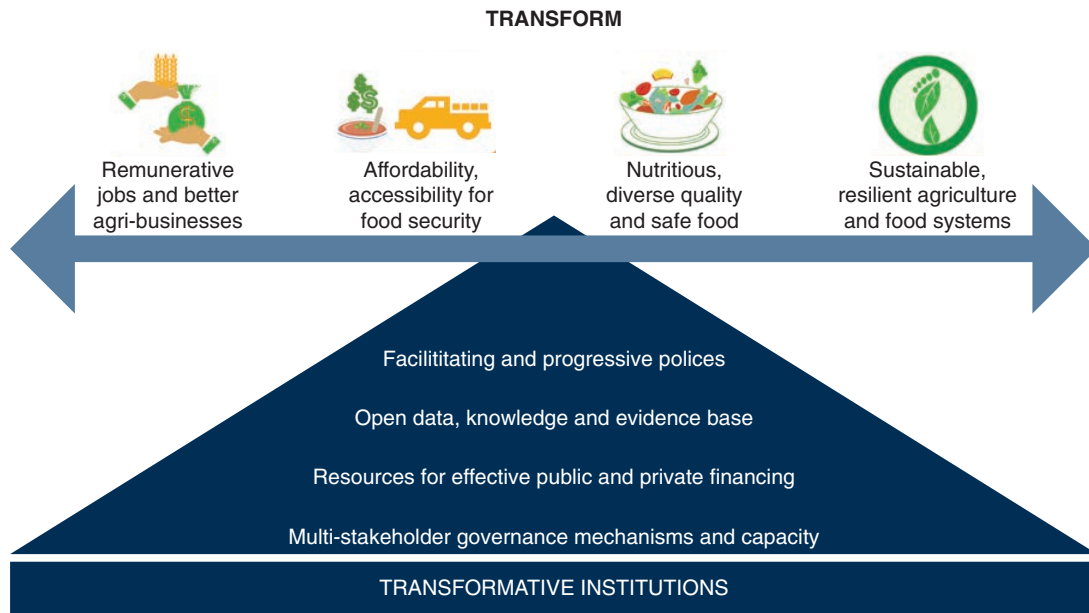 TRANSFORM
Remunerative
jobs and better
agri-businesses
Affordability,
accessibility for
food security
Nutritious,
diverse quality
and safe food
Sustainable,
resilient agriculture
and food systems
Facilititating and progressive polices
Open data, knowledge and evidence base
Resources for effective public and private financing
Multi-stakeholder governance mechanisms and capacity
TRANSFORMATIVE INSTITUTIONS